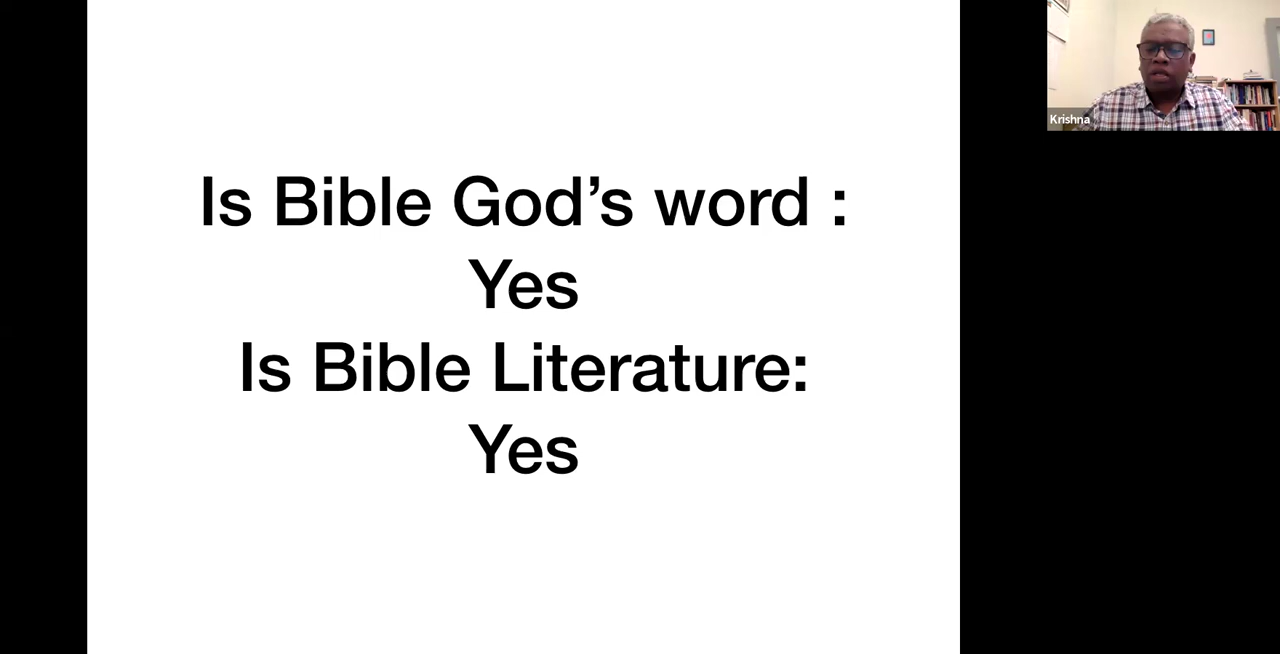 Is Bible God’s word :
Yes
Is Bible Literature:
Yes
Krishna